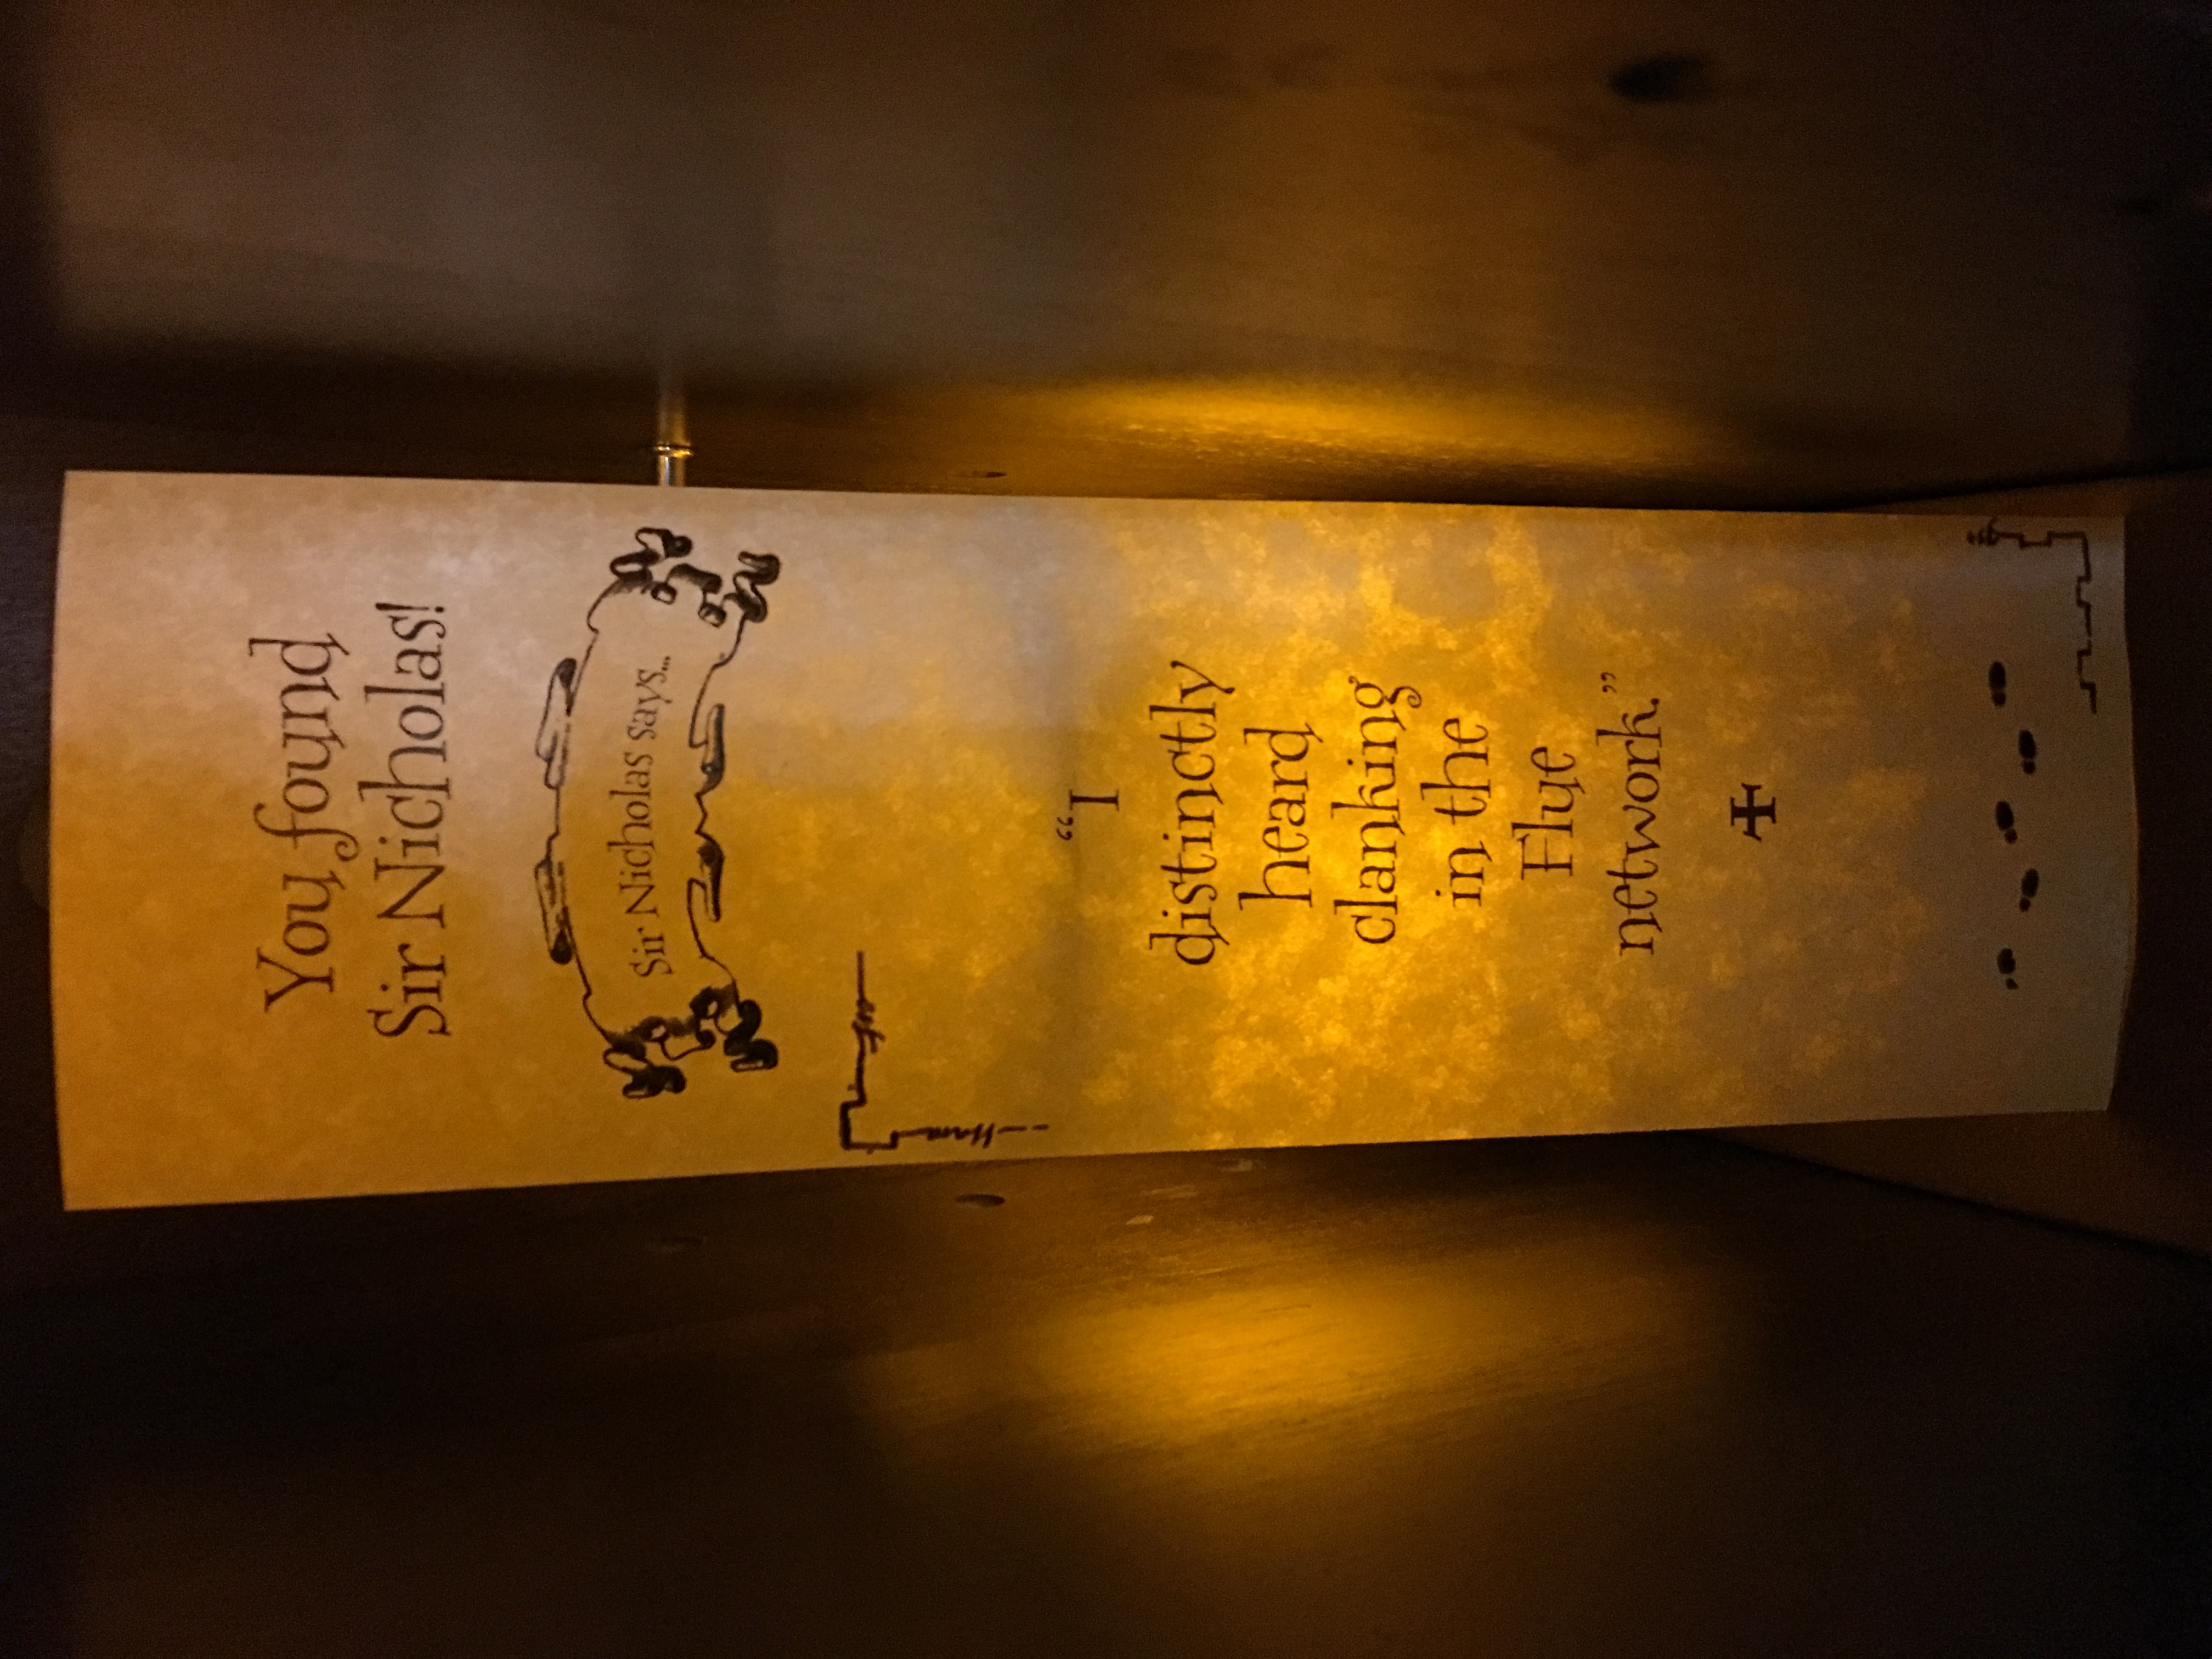 You found
Sir Nicholas!
Sir Nicholas says...
“I
distinctly
heard
clanking
in the
Flue
network.”